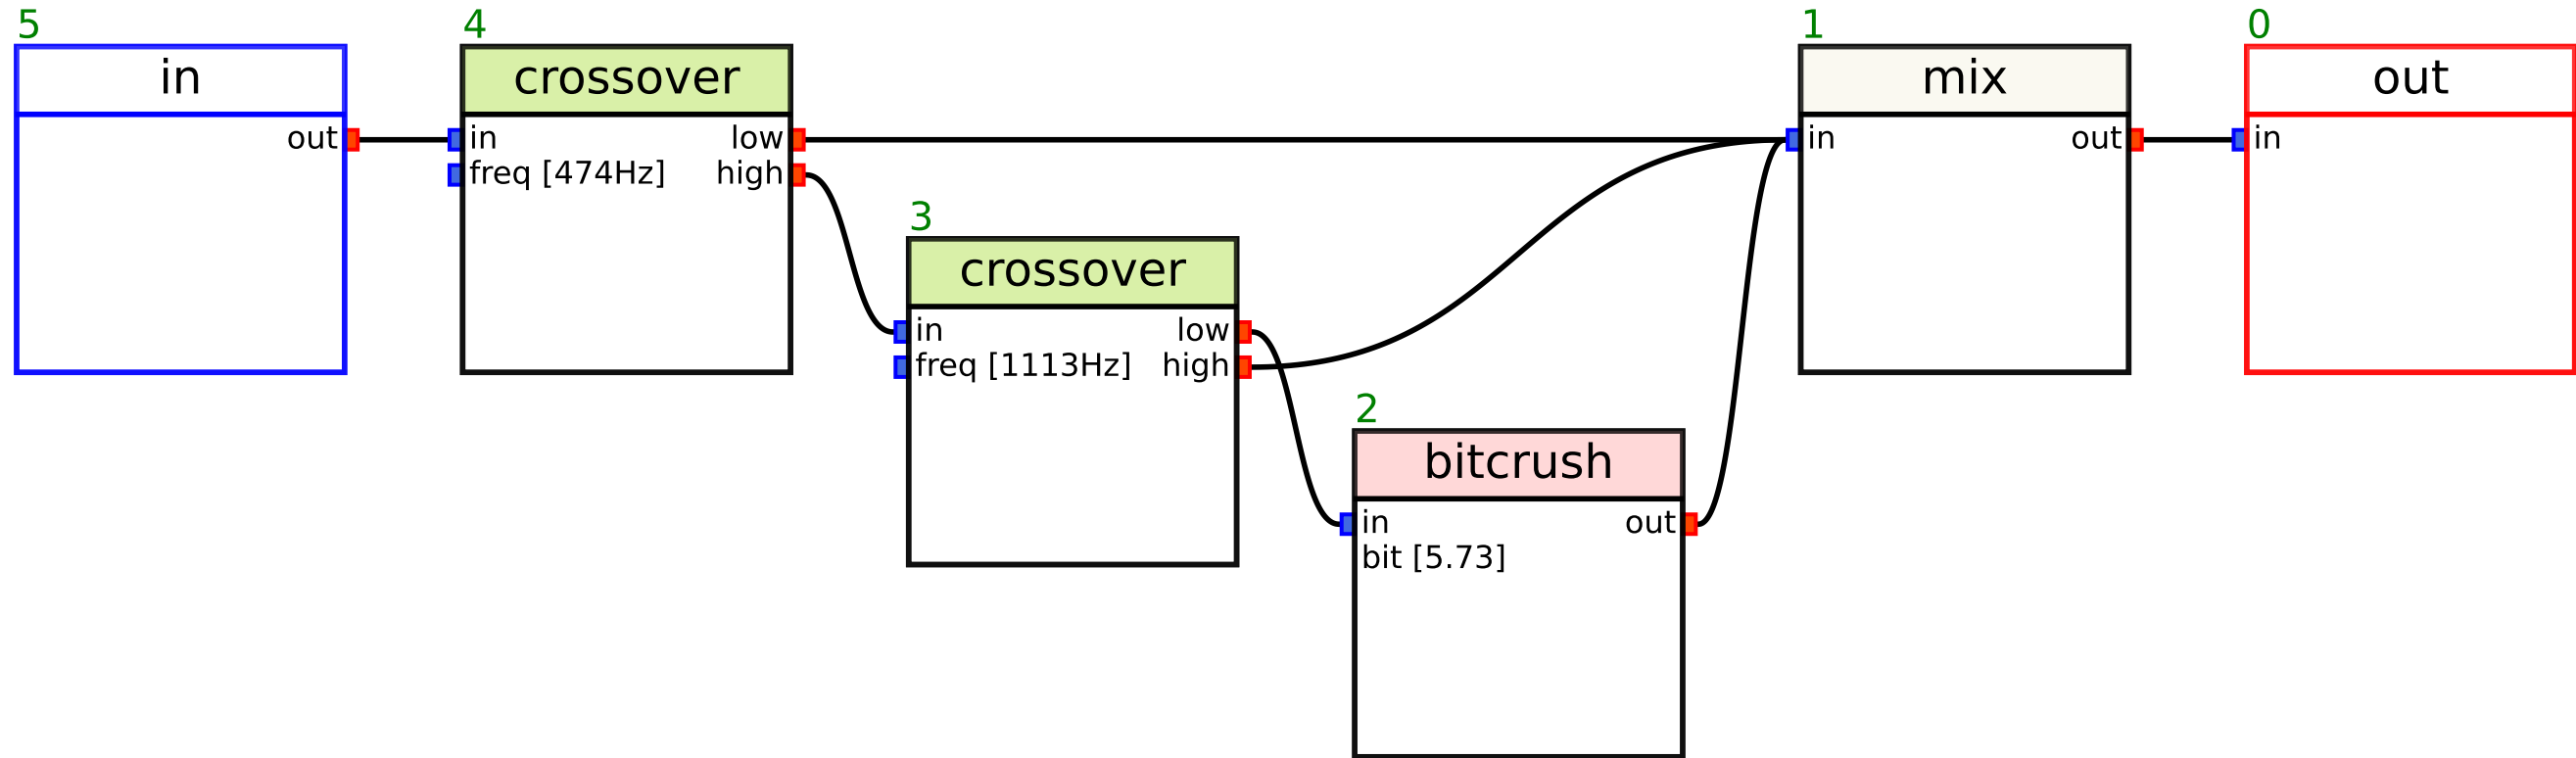 5
in
out
4
crossover
in low
freq [474Hz] high
3
crossover
in low
freq [1113Hz] high
2
bitcrush
in out
bit [5.73]
1
mix
in out
0
out
in